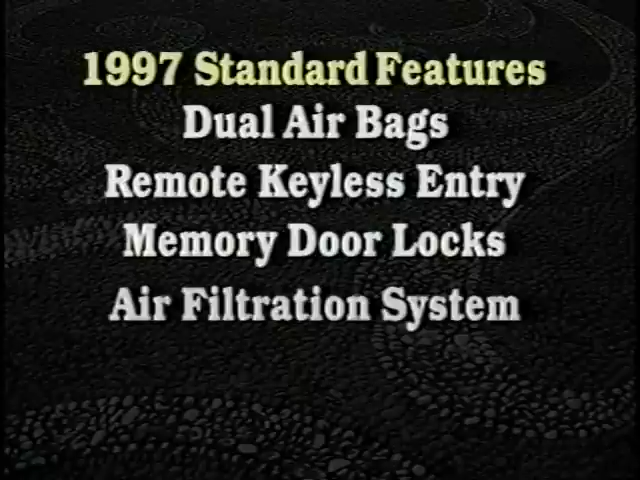 1997 Standard Features
Dual Air Bags
Remote Keyless Entry
Memory Door Locks
Air Filtration System